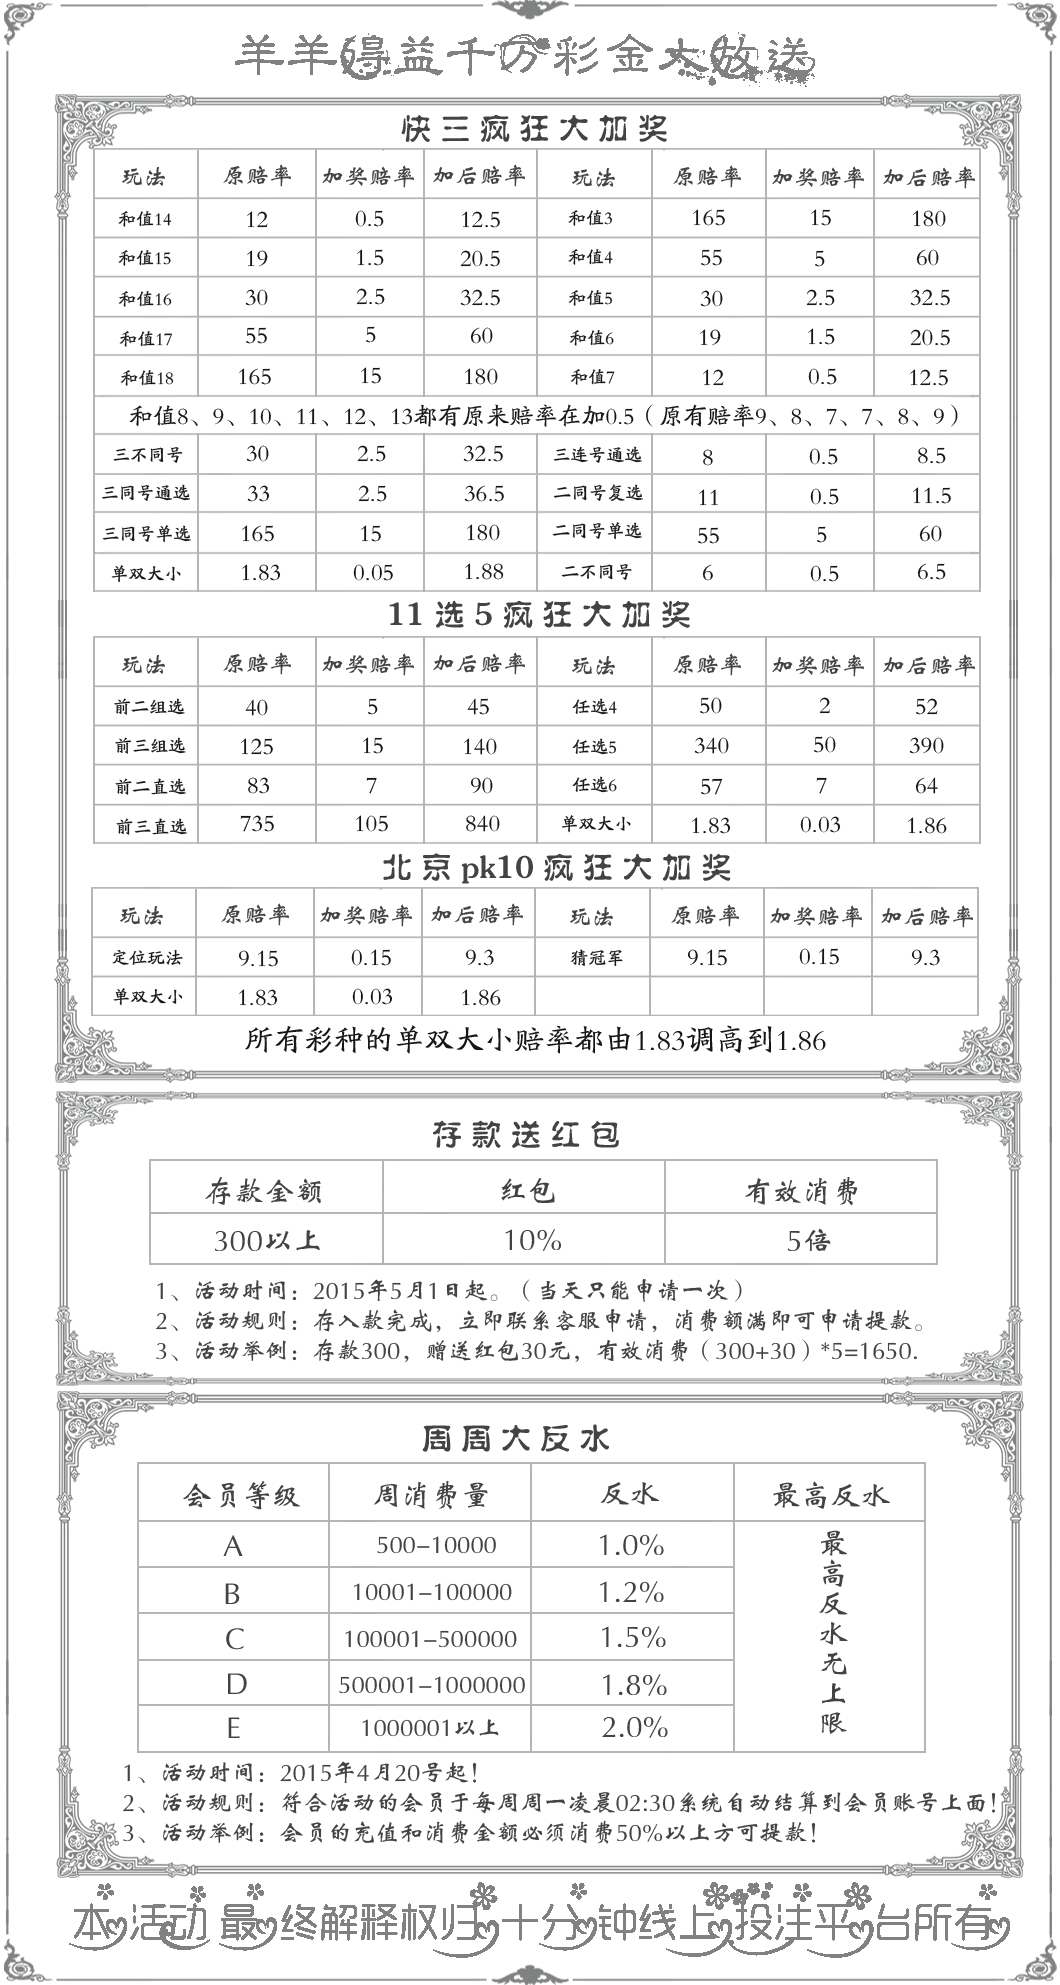 羊羊得益千万彩金大放送
快三疯狂大加奖
玩法 原赔率 加奖赔率 加后赔率 玩法 原赔率 加奖赔率 加后赔率
和值14 12 0.5 12.5 和值3 165 15 180
和值15 19 1.5 20.5 和值4 55 5 60
和值16 30 2.5 32.5 和值5 30 2.5 32.5
和值17 55 5 60 和值6 19 1.5 20.5
和值18 165 15 180 和值7 12 0.5 12.5
和值8、9、10、11、12、13都有原来赔率在加0.5（原有赔率9、8、7、7、8、9）
三不同号 30 2.5 32.5 三连号通选 8 0.5 8.5
三同号通选 33 2.5 36.5 二同号复选 11 0.5 11.5
三同号单选 165 15 180 二同号单选 55 5 60
单双大小 1.83 0.05 1.88 二不同号 6 0.5 6.5
11选5疯狂大加奖
玩法 原赔率 加奖赔率 加后赔率 玩法 原赔率 加奖赔率 加后赔率
前二组选 40 5 45 任选4 50 2 52
前三组选 125 15 140 任选5 340 50 390
前二直选 83 7 90 任选6 57 7 64
前三直选 735 105 840 单双大小 1.83 0.03 1.86
北京pk10疯狂大加奖
玩法 原赔率 加奖赔率 加后赔率 玩法 原赔率 加奖赔率 加后赔率
定位玩法 9.15 0.15 9.3 猜冠军 9.15 0.15 9.3
单双大小 1.83 0.03 1.86
所有彩种的单双大小赔率都由1.83调高到1.86
存款送红包
存款金额 红包 有效消费
300以上 10% 5倍
1、活动时间：2015年5月1日起。（当天只能申请一次）
2、活动规则：存入款完成，立即联系客服申请，消费额满即可申请提款。
3、活动举例：存款300，赠送红包30元，有效消费（300+30）*5=1650.
周周大反水
会员等级 周消费量 反水 最高反水
A 500-10000 1.0% 最高反水无上限
B 10001-100000 1.2%
C 100001-500000 1.5%
D 500001-1000000 1.8%
E 1000001以上 2.0%
1、活动时间：2015年4月20号起！
2、活动规则：符合活动的会员于每周周一凌晨02:30系统自动结算到会员账号上面！
3、活动举例：会员的充值和消费金额必须消费50%以上方可提款！
本活动最终解释权归十分钟线上投注平台所有